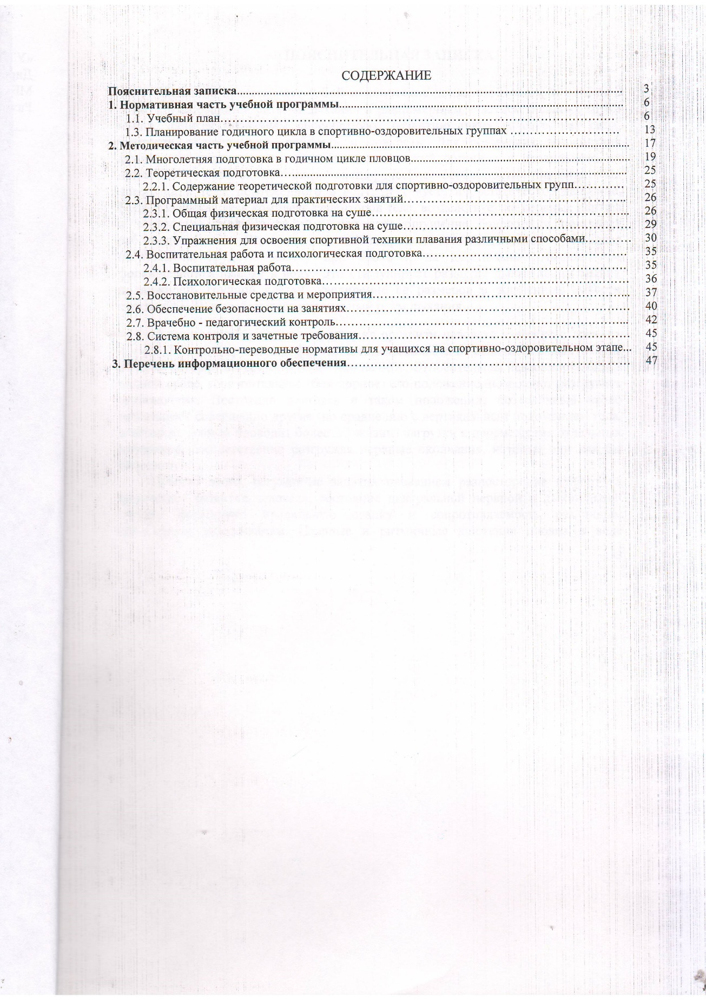 СОДЕРЖАНИЕ
Пояснительная записка.......... 3
1. Нормативная часть учебной программы.......... 6
1.1. Учебный план.......... 6
1.3. Планирование годичного цикла в спортивно-оздоровительных группах .......... 13
2. Методическая часть учебной программы.......... 17
2.1. Многолетняя подготовка в годичном цикле пловцов.......... 19
2.2. Теоретическая подготовка.......... 25
2.2.1. Содержание теоретической подготовки для спортивно-оздоровительных групп.......... 25
2.3. Программный материал для практических занятий.......... 26
2.3.1. Общая физическая подготовка на суше.......... 26
2.3.2. Специальная физическая подготовка на суше.......... 29
2.3.3. Упражнения для освоения спортивной техники плавания различными способами.......... 30
2.4. Воспитательная работа и психологическая подготовка.......... 35
2.4.1. Воспитательная работа.......... 35
2.4.2. Психологическая подготовка.......... 36
2.5. Восстановительные средства и мероприятия.......... 37
2.6. Обеспечение безопасности на занятиях.......... 40
2.7. Врачебно - педагогический контроль.......... 42
2.8. Система контроля и зачетные требования.......... 45
2.8.1. Контрольно-переводные нормативы для учащихся на спортивно-оздоровительном этапе... 45
3. Перечень информационного обеспечения.......... 47